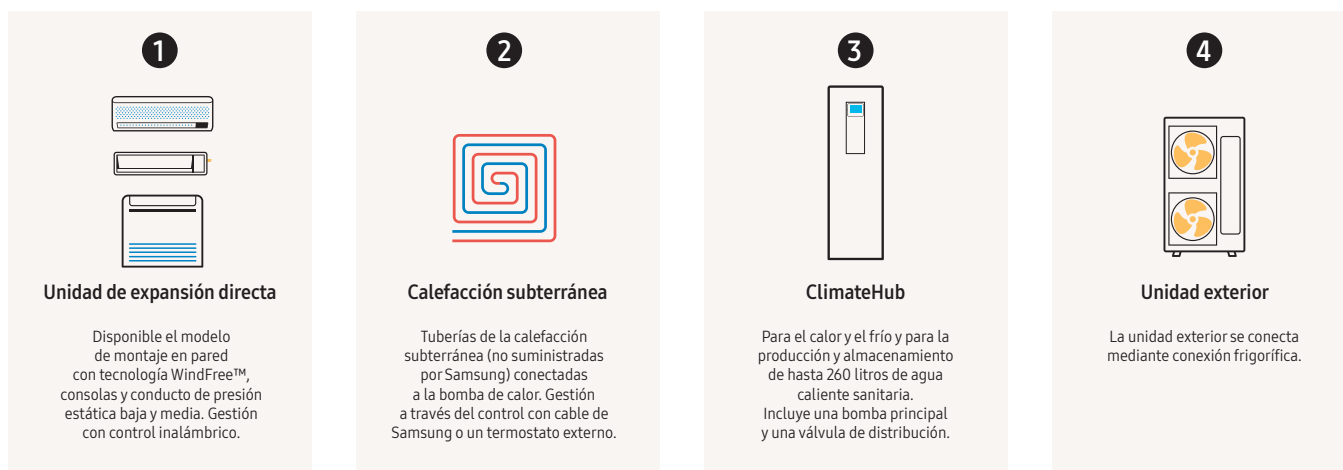 1
Unidad de expansión directa
Disponible el modelo
de montaje en pared
con tecnología WindFree™,
consolas y conducto de presión
estática baja y media. Gestión
con control inalámbrico.
2
Calefacción subterránea
Tuberías de la calefacción
subterránea (no suministradas
por Samsung) conectadas
a la bomba de calor. Gestión
a través del control con cable de
Samsung o un termostato externo.
3
ClimateHub
Para el calor y el frío y para la
producción y almacenamiento
de hasta 260 litros de agua
caliente sanitaria.
Incluye una bomba principal
y una válvula de distribución.
4
Unidad exterior
La unidad exterior se conecta
mediante conexión frigorífica.